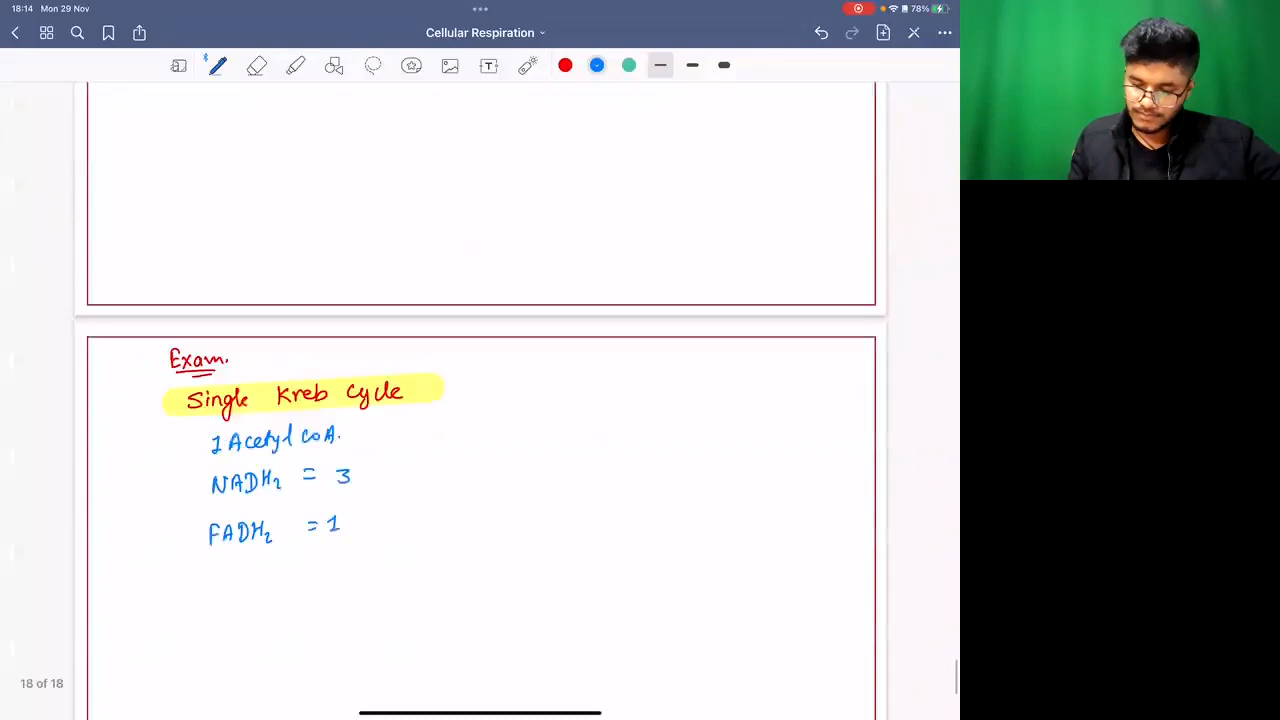 18:14 Mon 29 Nov
78%
Cellular Respiration
T
Exam.
Single Kreb Cycle
1 Acetyl CoA.
NADH₂ = 3
FADH₂ = 1
18 of 18